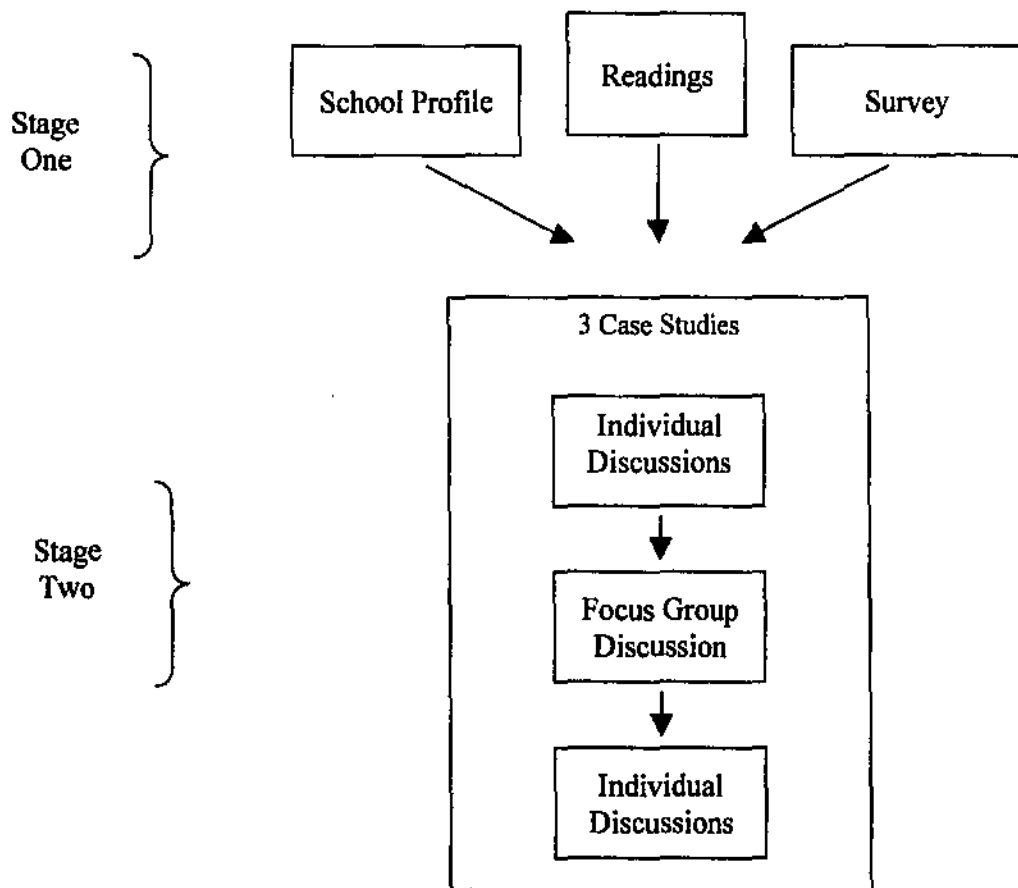 Stage
One
School Profile
Readings
Survey
3 Case Studies
Individual
Discussions
Stage
Two
Focus Group
Discussion
Individual
Discussions